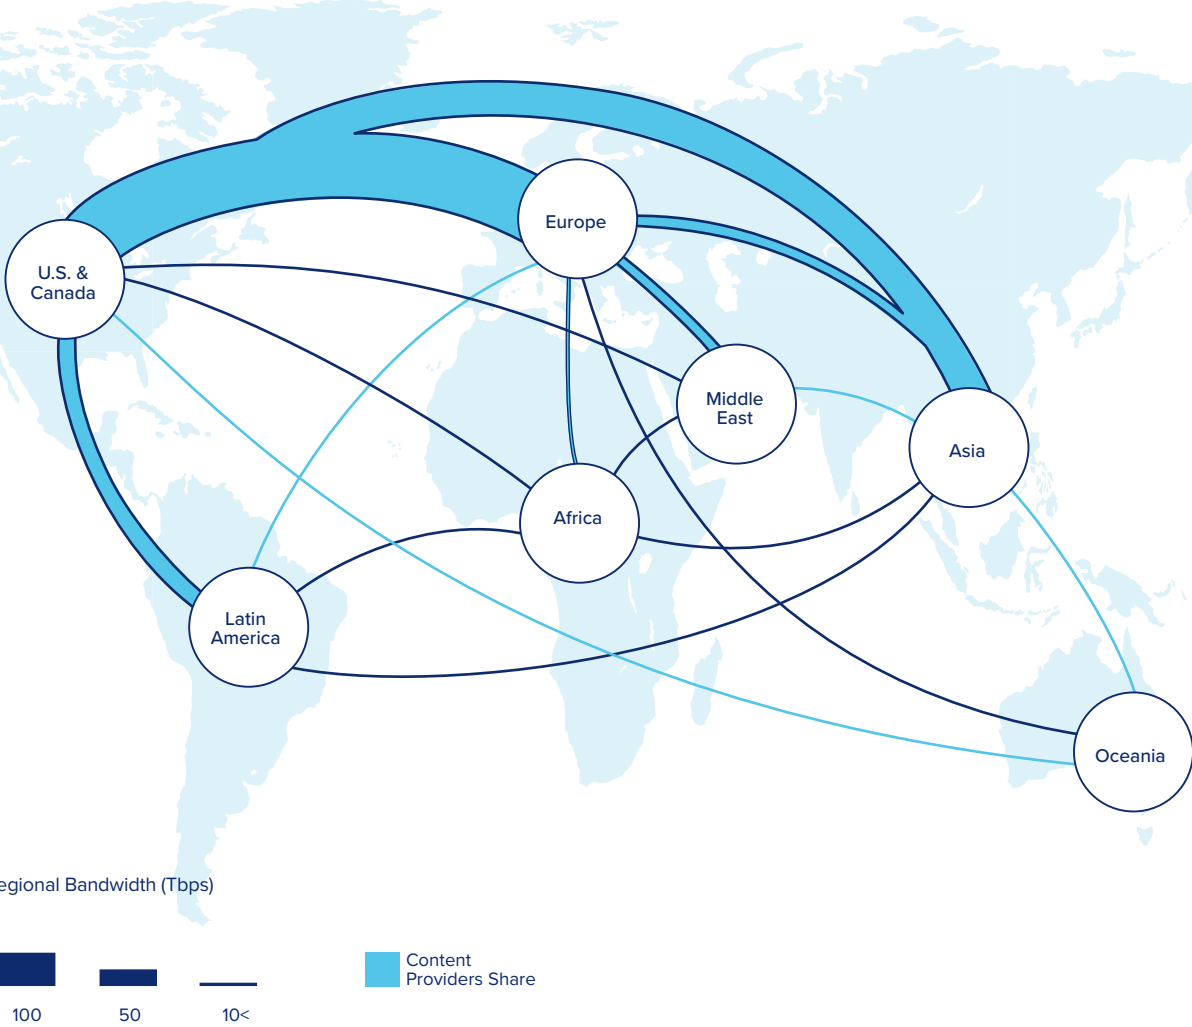 Europe
U.S. &
Canada
Middle
East
Asia
Africa
Latin
America
Oceania
egional Bandwidth (Tbps)
Content
Providers Share
100 50 10<